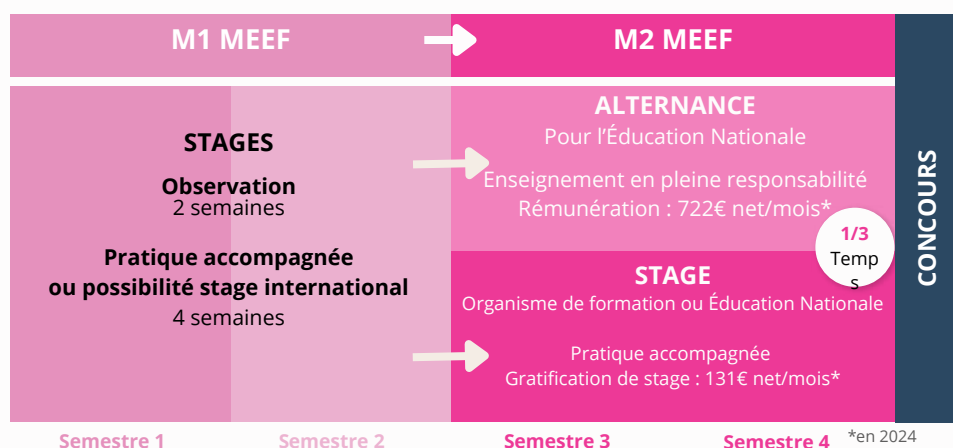 M1 MEEF
M2 MEEF
STAGES
Observation
2 semaines
Pratique accompagnée
ou possibilité stage international
4 semaines
ALTERNANCE
Pour l’Éducation Nationale
Enseignement en pleine responsabilité
Rémunération : 722€ net/mois*
1/3
Temp
s
STAGE
Organisme de formation ou Éducation Nationale
Pratique accompagnée
Gratification de stage : 131€ net/mois*
CONCOURS
Semestre 1
Semestre 2
Semestre 3
Semestre 4
*en 2024